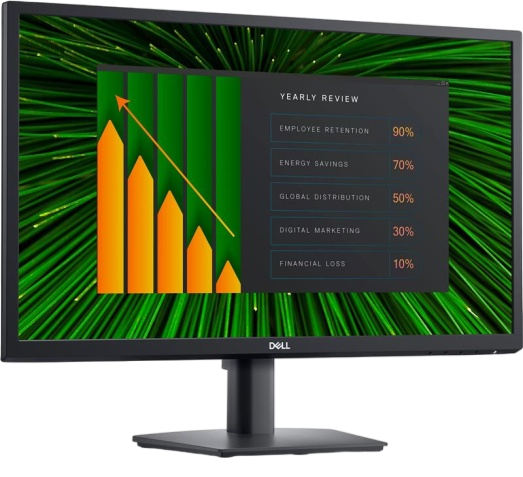 YEARLY REVIEW
EMPLOYEE RETENTION 90%
ENERGY SAVINGS 70%
GLOBAL DISTRIBUTION 50%
DIGITAL MARKETING 30%
FINANCIAL LOSS 10%
DELL